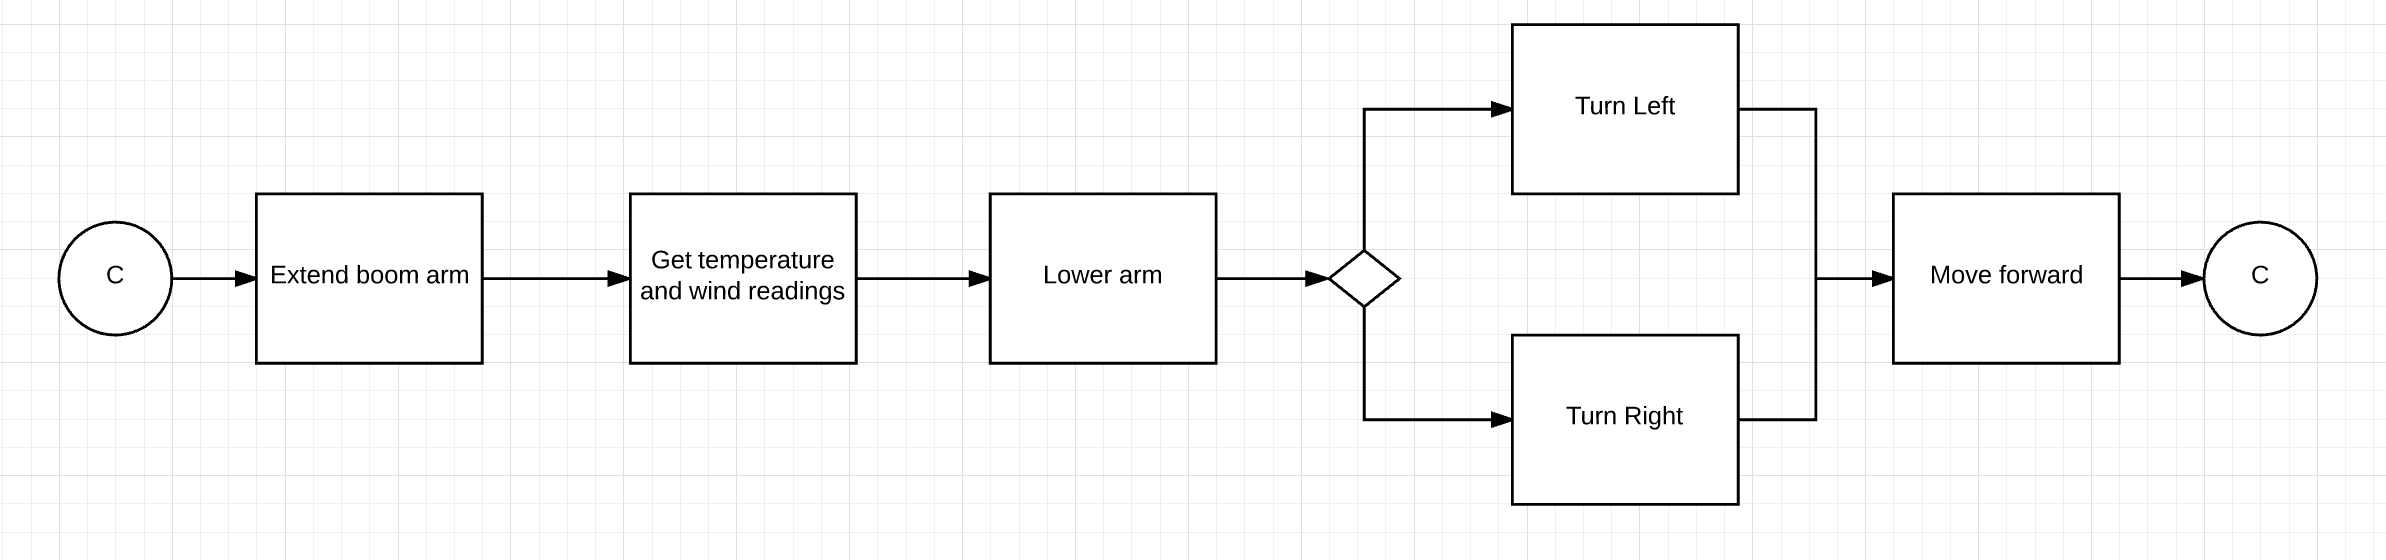 C
Extend boom arm
Get temperature
and wind readings
Lower arm
Turn Left
Turn Right
Move forward
C